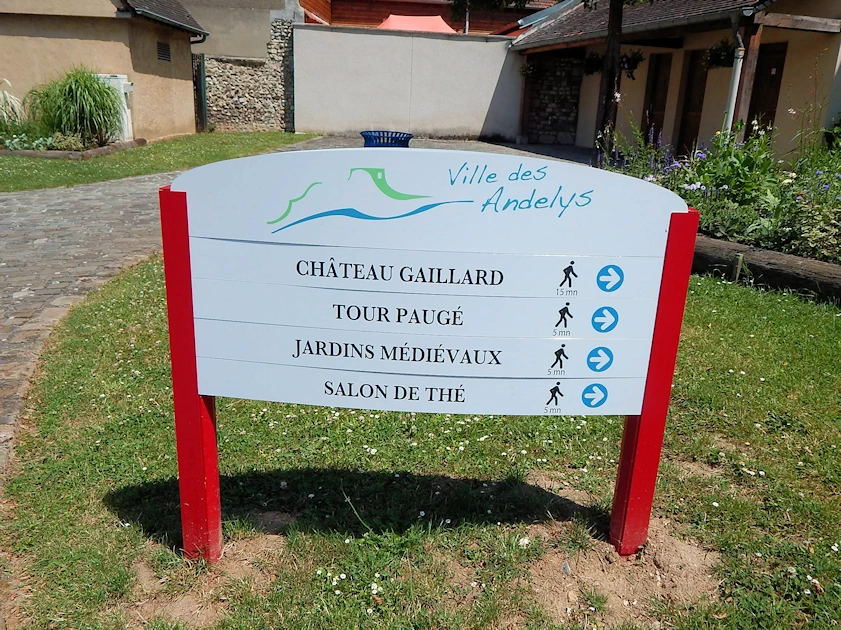 Ville des
Andelys
CHÂTEAU GAILLARD
15 mn
TOUR PAUGÉ
5 mn
JARDINS MÉDIÉVAUX
5 mn
SALON DE THÉ
5 mn